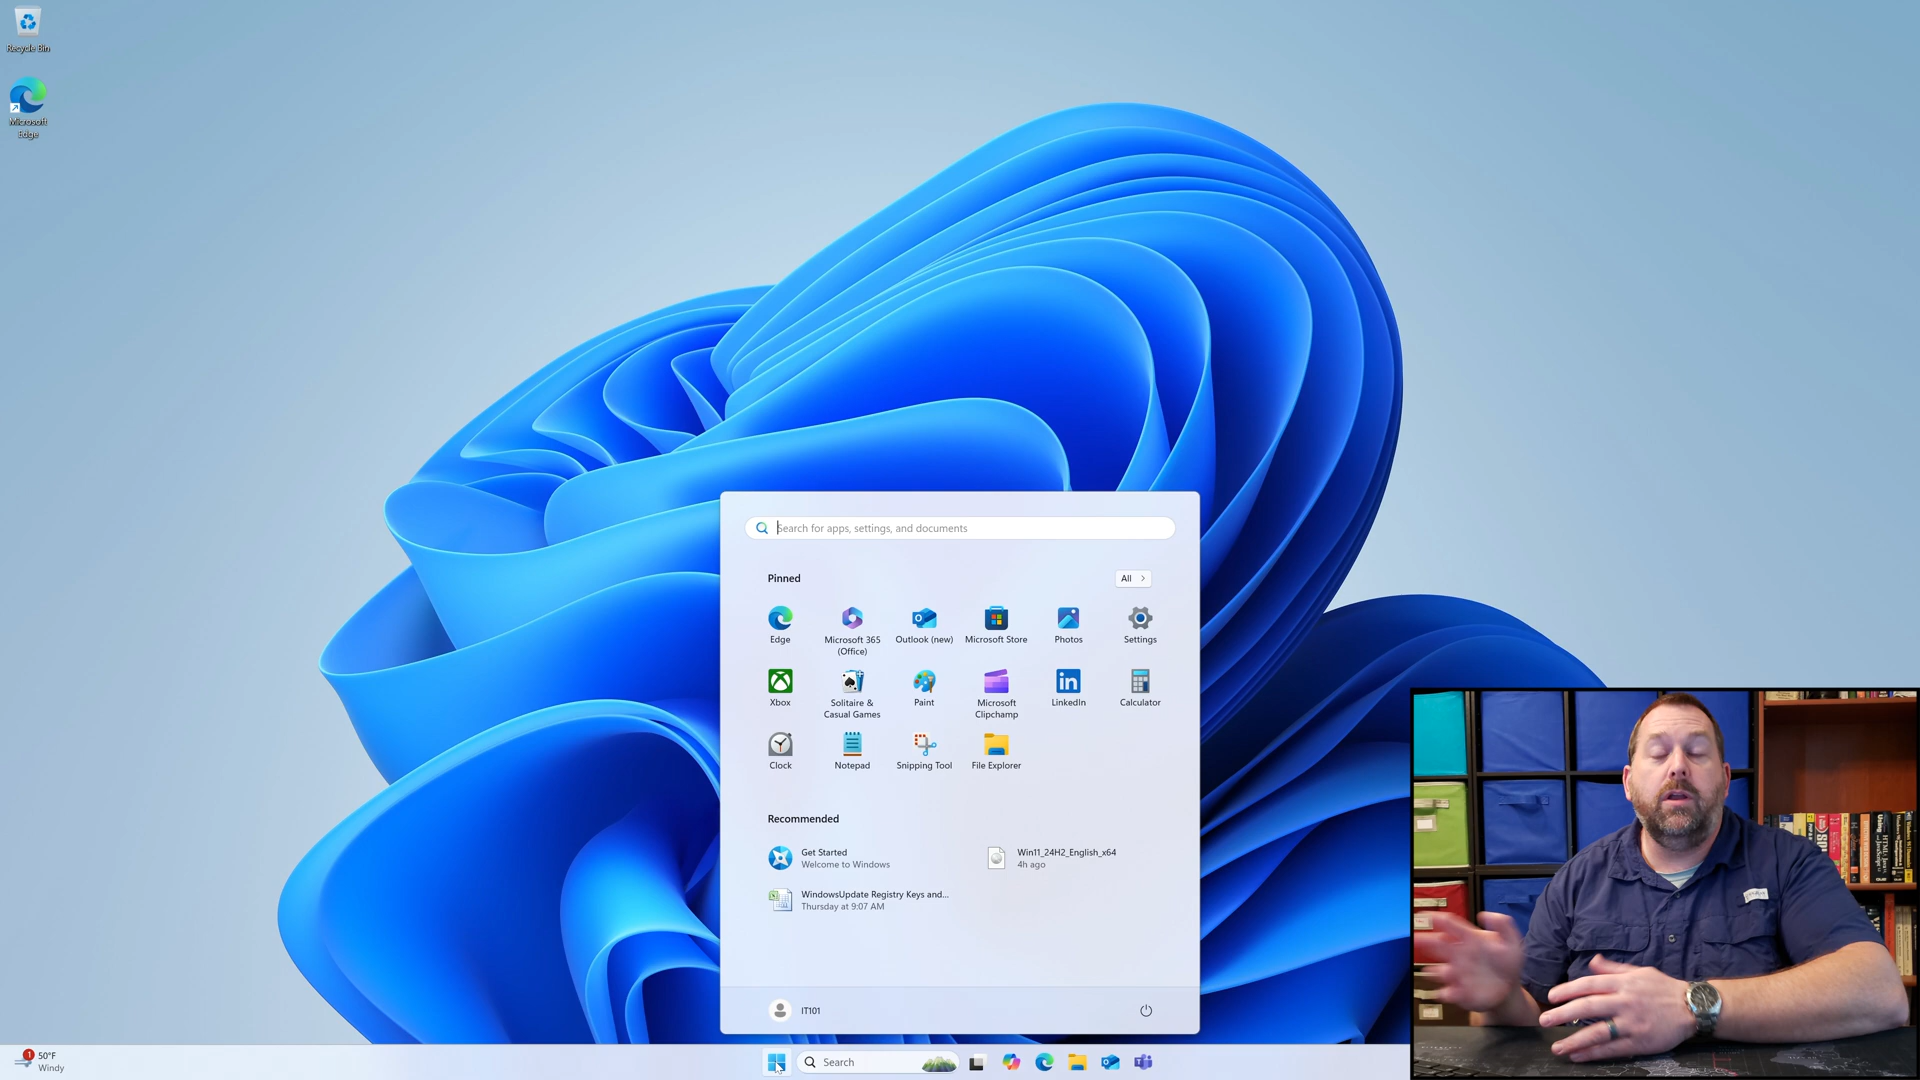 Recycle Bin
Microsoft
Edge
Search for apps, settings, and documents
Pinned
All
Edge
Microsoft 365
(Office)
Outlook (new)
Microsoft Store
Photos
Settings
Xbox
Solitaire &
Casual Games
Paint
Microsoft
Clipchamp
LinkedIn
Calculator
Clock
Notepad
Snipping Tool
File Explorer
Recommended
Get Started
Welcome to Windows
Win11_24H2_English_x64
4h ago
WindowsUpdate Registry Keys and...
Thursday at 9:07 AM
IT101
1
50°F
Windy
Search